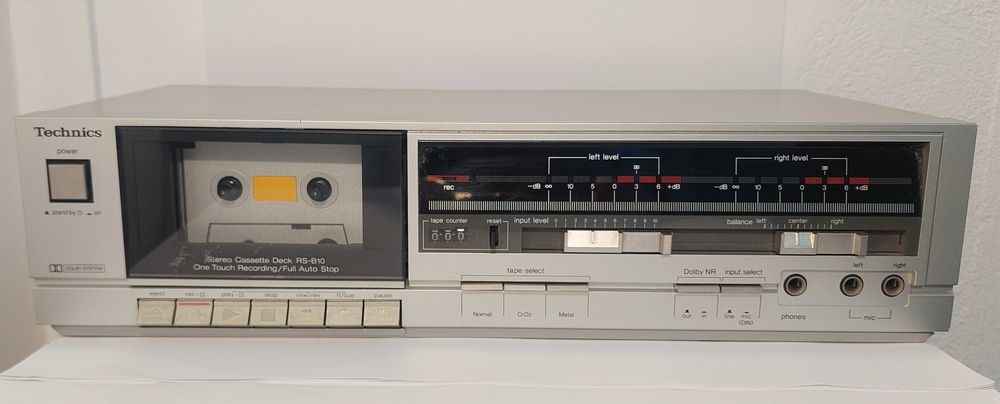 Technics
power
stand by on
DOLBY SYSTEM
Stereo Cassette Deck RS-B10
One Touch Recording/Full Auto Stop
eject
rec
play
stop
rew/rev
ff/cue
pause
left level
right level
rec
-dB ∞ 10 5 0 3 6 +dB
-dB ∞ 10 5 0 3 6 +dB
tape counter
reset
0 0
input level
0 1 2 3 4 5 6 7 8 9 10
balance left center right
tape select
Normal
CrO2
Metal
Dolby NR
out in
input select
line mic
(DIN)
phones
left
right
mic